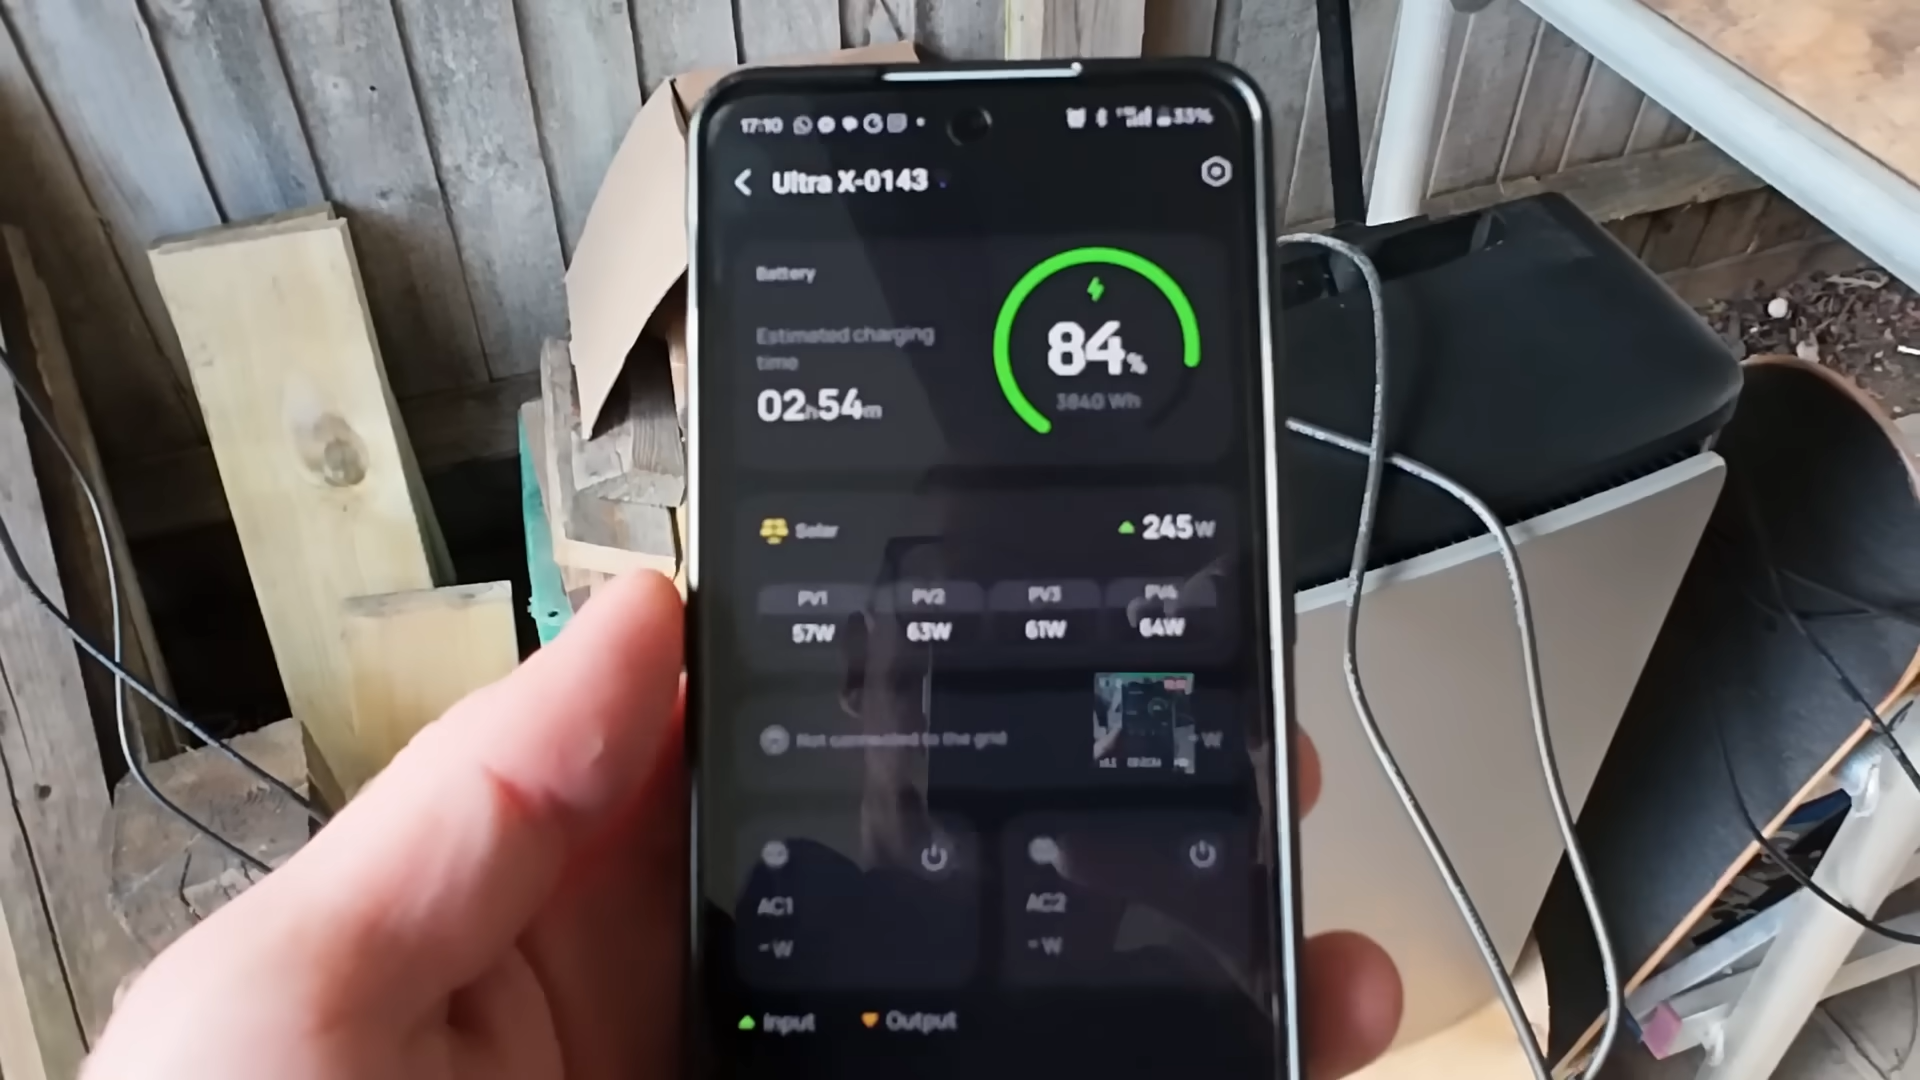 17:10 33%
Ultra X-0143
Battery
Estimated charging
time
02h54m
84%
3840 Wh
Solar 245W
PV1 PV2 PV3 PV4
57W 63W 61W 64W
Not connected to the grid -W
AC1 AC2
-W -W
Input Output